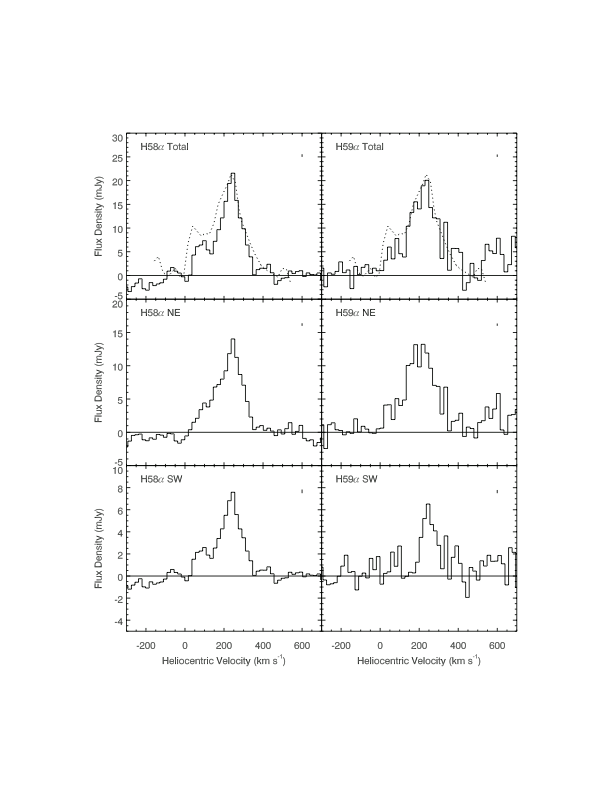 H58α Total
H59α Total
30
25
20
15
10
5
0
-5
Flux Density (mJy)
H58α NE
H59α NE
20
15
10
5
0
-5
Flux Density (mJy)
H58α SW
H59α SW
10
8
6
4
2
0
-2
-4
Flux Density (mJy)
-200 0 200 400 600 -200 0 200 400 600
Heliocentric Velocity (km s⁻¹) Heliocentric Velocity (km s⁻¹)